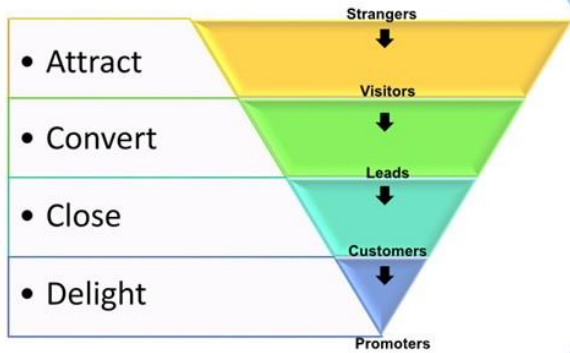 Strangers
• Attract
Visitors
• Convert
Leads
• Close
Customers
• Delight
Promoters